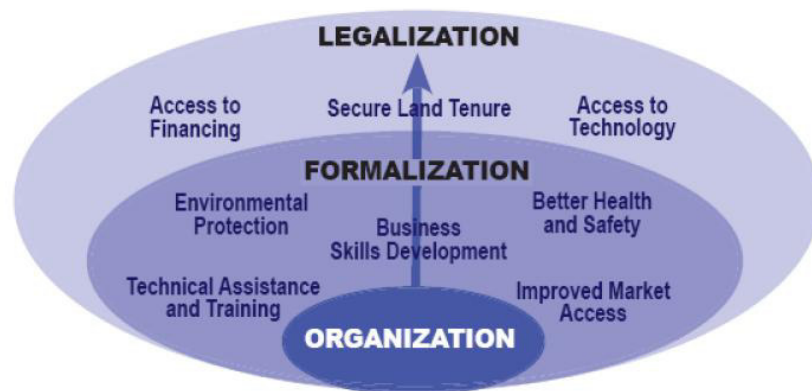 LEGALIZATION
Access to
Financing
Secure Land Tenure
Access to
Technology
FORMALIZATION
Environmental
Protection
Business
Skills Development
Better Health
and Safety
Technical Assistance
and Training
Improved Market
Access
ORGANIZATION